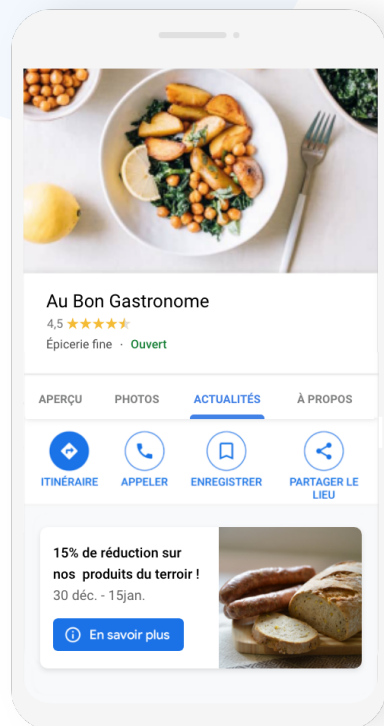 Au Bon Gastronome
4,5
Épicerie fine · Ouvert
APERÇU PHOTOS ACTUALITÉS À PROPOS
ITINÉRAIRE APPELER ENREGISTRER PARTAGER LE
LIEU
15% de réduction sur
nos produits du terroir !
30 déc. - 15jan.
En savoir plus